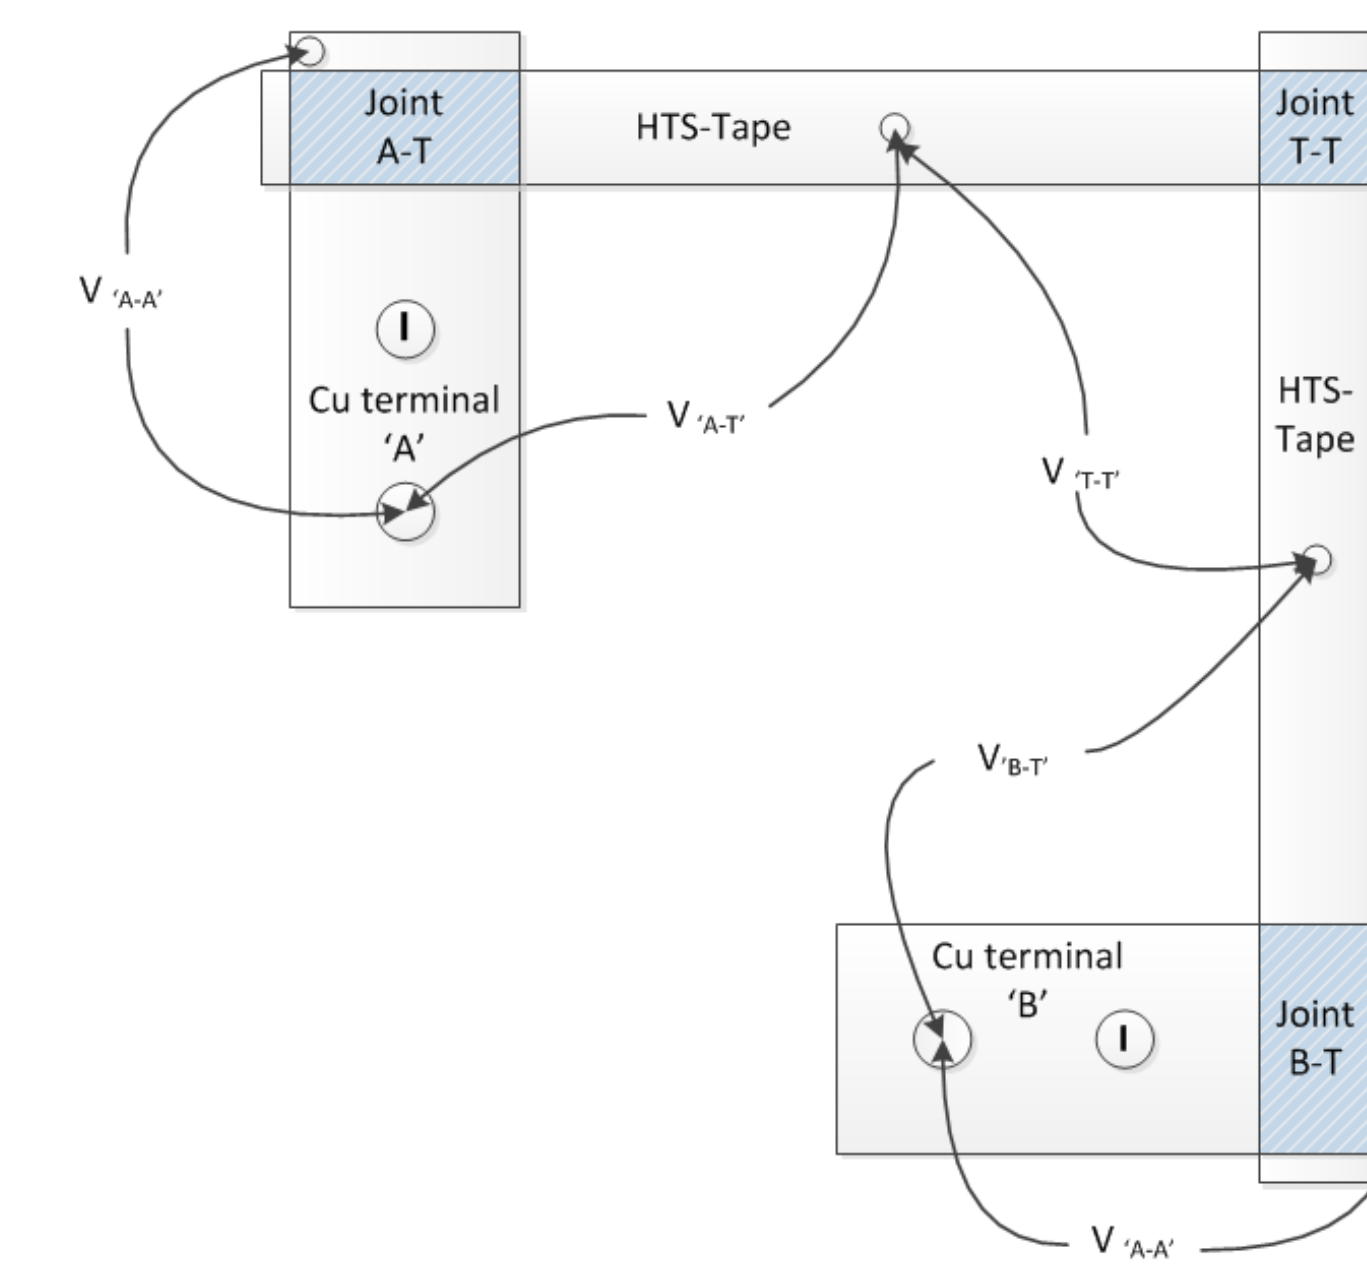 Joint
A-T
HTS-Tape
Joint
T-T
V 'A-A'
I
Cu terminal
'A'
V 'A-T'
HTS-
Tape
V 'T-T'
V'B-T'
Cu terminal
'B'
I
Joint
B-T
V 'A-A'